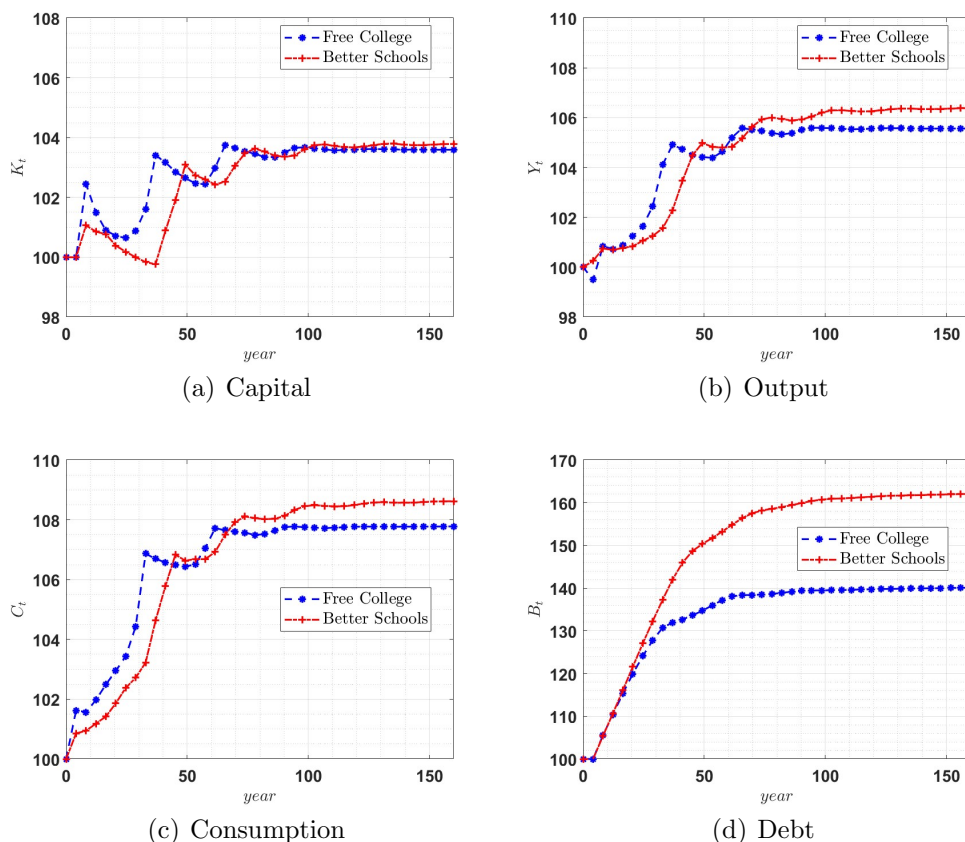 108
106
104
102
100
98
K_t
0
50
100
150
year
Free College
Better Schools
(a) Capital
110
108
106
104
102
100
98
Y_t
0
50
100
150
year
Free College
Better Schools
(b) Output
110
108
106
104
102
100
C_t
0
50
100
150
year
Free College
Better Schools
(c) Consumption
170
160
150
140
130
120
110
100
B_t
0
50
100
150
year
Free College
Better Schools
(d) Debt